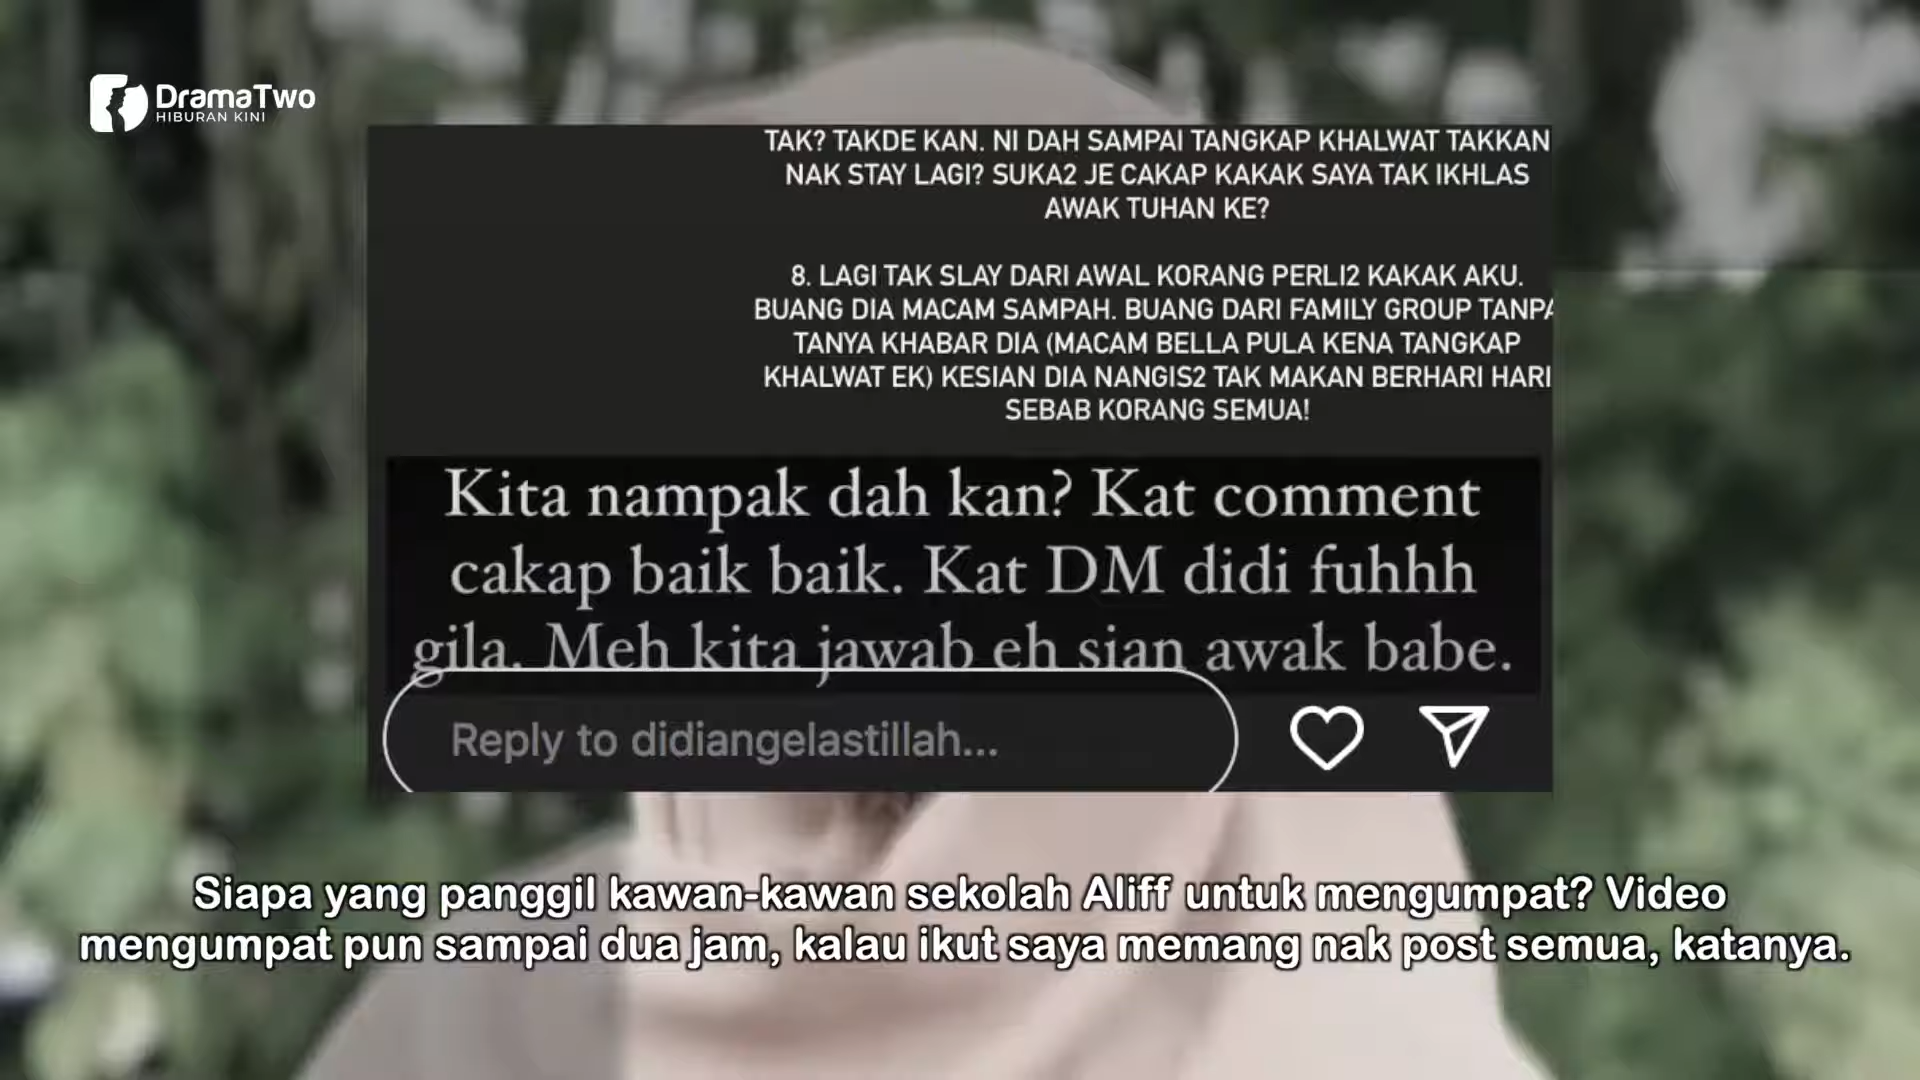 DramaTwo
HIBURAN KINI
TAK? TAKDE KAN. NI DAH SAMPAI TANGKAP KHALWAT TAKKAN
NAK STAY LAGI? SUKA2 JE CAKAP KAKAK SAYA TAK IKHLAS
AWAK TUHAN KE?
8. LAGI TAK SLAY DARI AWAL KORANG PERLI2 KAKAK AKU.
BUANG DIA MACAM SAMPAH. BUANG DARI FAMILY GROUP TANPA
TANYA KHABAR DIA (MACAM BELLA PULA KENA TANGKAP
KHALWAT EK) KESIAN DIA NANGIS2 TAK MAKAN BERHARI HARI
SEBAB KORANG SEMUA!
Kita nampak dah kan? Kat comment
cakap baik baik. Kat DM didi fuhhh
gila. Meh kita jawab eh sian awak babe.
Reply to didiangelastillah...
Siapa yang panggil kawan-kawan sekolah Aliff untuk mengumpat? Video
mengumpat pun sampai dua jam, kalau ikut saya memang nak post semua, katanya.